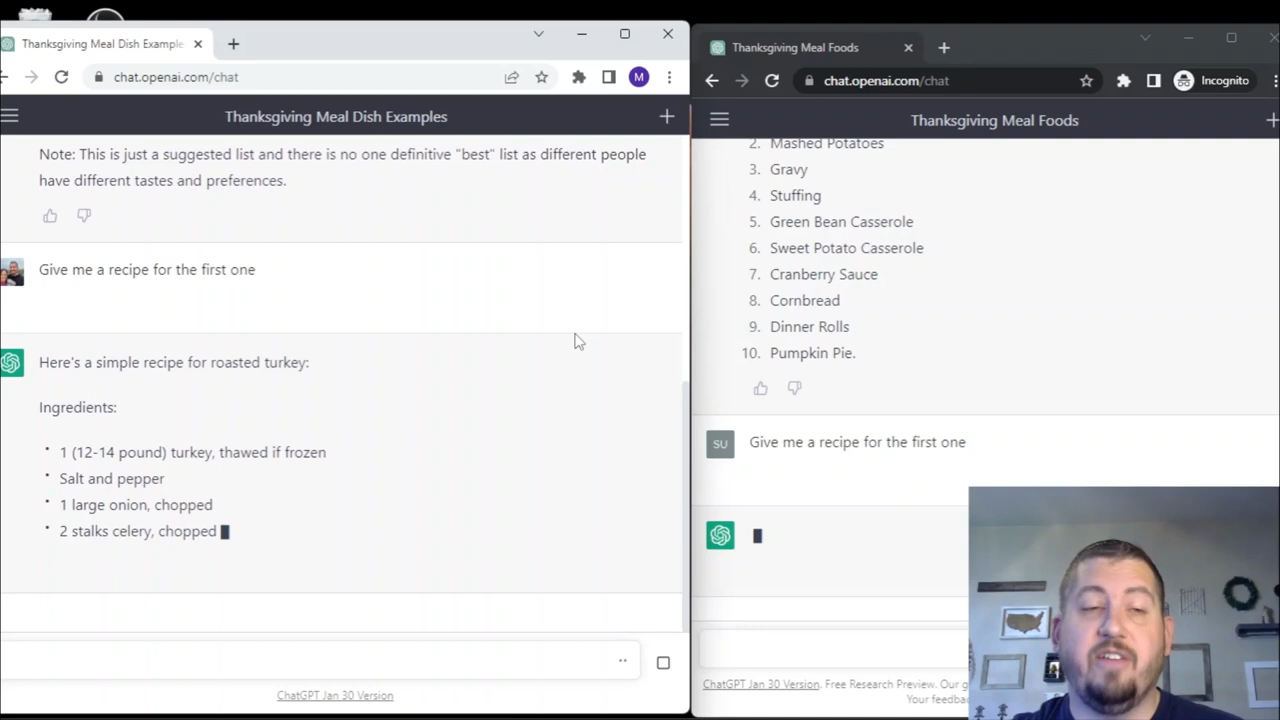 Thanksgiving Meal Dish Example
chat.openai.com/chat
M
Thanksgiving Meal Dish Examples
Note: This is just a suggested list and there is no one definitive "best" list as different people
have different tastes and preferences.
Give me a recipe for the first one
Here's a simple recipe for roasted turkey:
Ingredients:
• 1 (12-14 pound) turkey, thawed if frozen
• Salt and pepper
• 1 large onion, chopped
• 2 stalks celery, chopped
ChatGPT Jan 30 Version
Thanksgiving Meal Foods
chat.openai.com/chat
Incognito
Thanksgiving Meal Foods
2. Mashed Potatoes
3. Gravy
4. Stuffing
5. Green Bean Casserole
6. Sweet Potato Casserole
7. Cranberry Sauce
8. Cornbread
9. Dinner Rolls
10. Pumpkin Pie.
SU
Give me a recipe for the first one
ChatGPT Jan 30 Version. Free Research Preview. Our g
Your feedbac